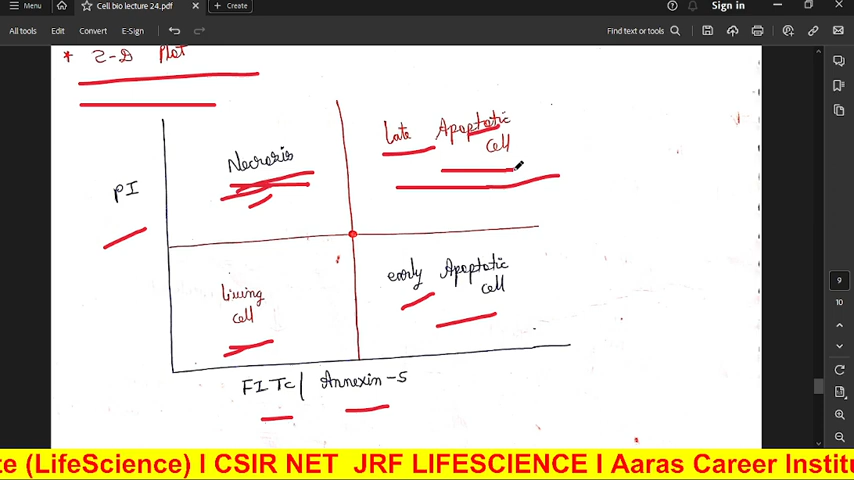 Menu
Cell bio lecture 24.pdf
Create
Sign in
All tools
Edit
Convert
E-Sign
Find text or tools
* 2-D Plot
PI
Necrosis
Late Apoptotic
cell
Living
cell
early Apoptotic
cell
FITC| Annexin-5
9
10
te (LifeScience) I CSIR NET JRF LIFESCIENCE I Aaras Career Institu